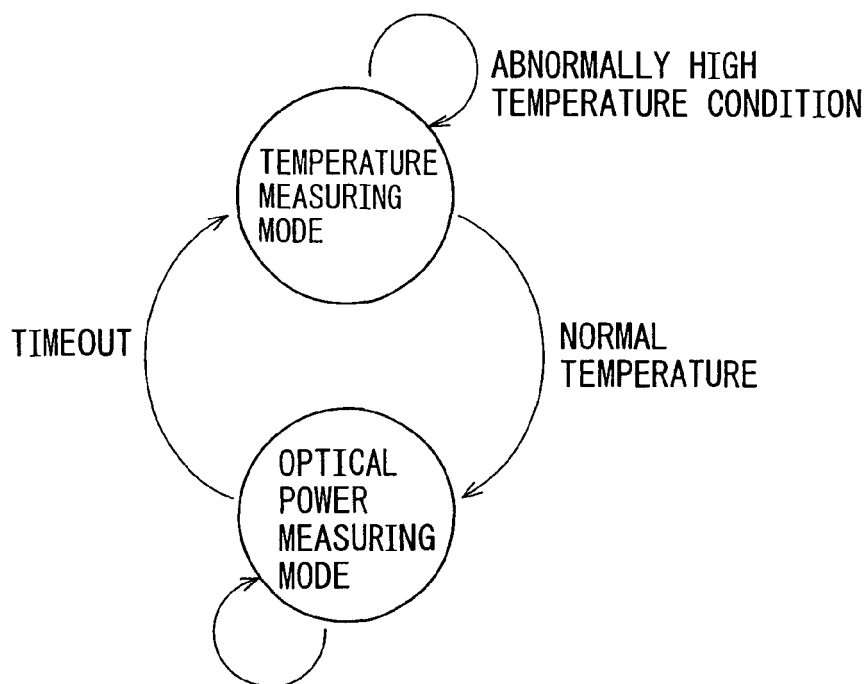 ABNORMALLY HIGH
TEMPERATURE CONDITION
TEMPERATURE
MEASURING
MODE
TIMEOUT
NORMAL
TEMPERATURE
OPTICAL
POWER
MEASURING
MODE